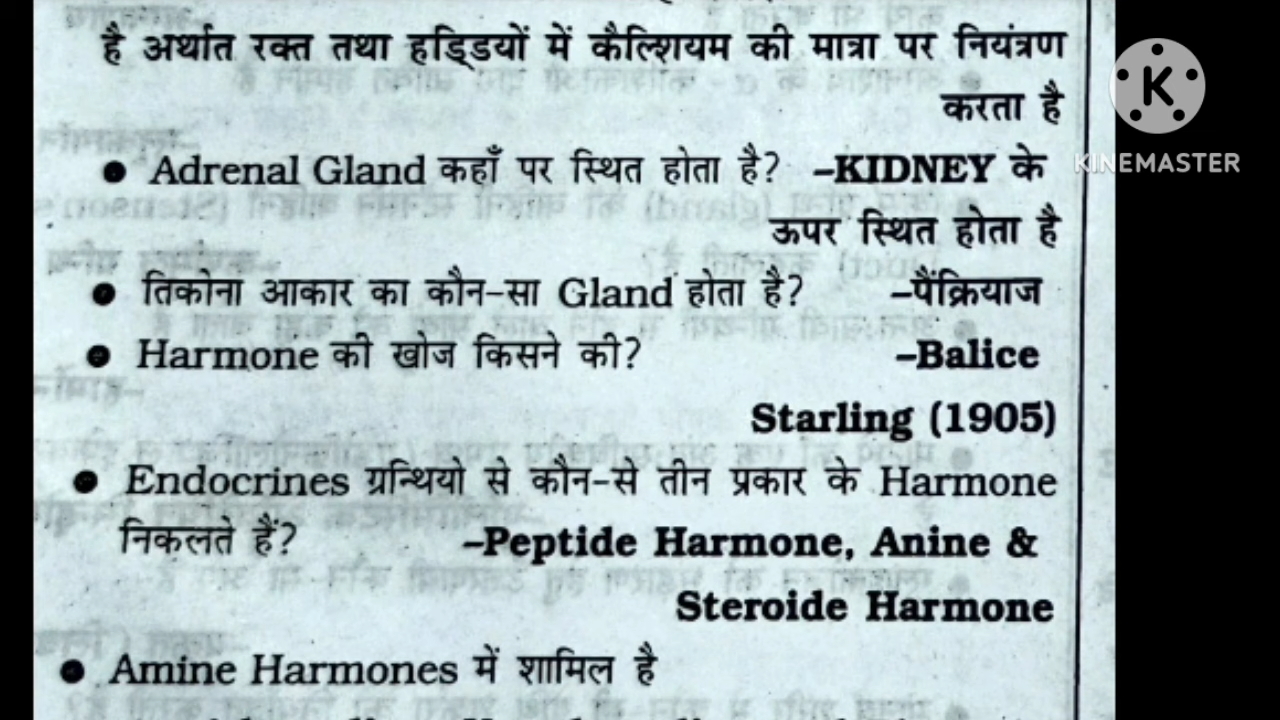 है अर्थात रक्त तथा हड्डियों में कैल्शियम की मात्रा पर नियंत्रण
करता है
● Adrenal Gland कहाँ पर स्थित होता है? –KIDNEY के
ऊपर स्थित होता है
● तिकोना आकार का कौन-सा Gland होता है? –पैंक्रियाज
● Harmone की खोज किसने की? –Balice
Starling (1905)
● Endocrines ग्रन्थियो से कौन-से तीन प्रकार के Harmone
निकलते हैं? –Peptide Harmone, Anine &
Steroide Harmone
● Amine Harmones में शामिल है
K
KINEMASTER